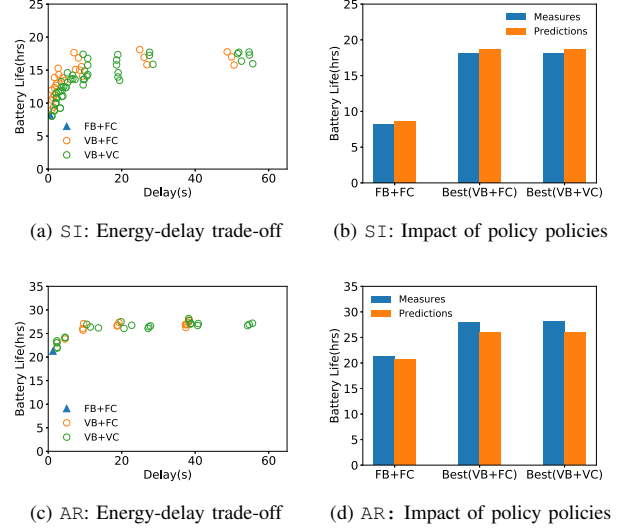 25
20
15
10
5
0
Battery Life(hrs)
FB+FC
VB+FC
VB+VC
0 20 40 60
Delay(s)
(a) SI: Energy-delay trade-off
25
20
15
10
5
0
Battery Life(hrs)
Measures
Predictions
FB+FC Best(VB+FC) Best(VB+VC)
(b) SI: Impact of policy policies
35
30
25
20
15
10
5
0
Battery Life(hrs)
FB+FC
VB+FC
VB+VC
0 20 40 60
Delay(s)
(c) AR: Energy-delay trade-off
35
30
25
20
15
10
5
0
Battery Life(hrs)
Measures
Predictions
FB+FC Best(VB+FC) Best(VB+VC)
(d) AR: Impact of policy policies